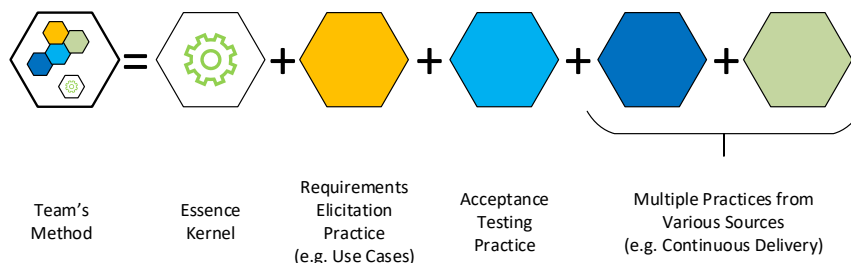 = + + +
Team's
Method
Essence
Kernel
Requirements
Elicitation
Practice
(e.g. Use Cases)
Acceptance
Testing
Practice
Multiple Practices from
Various Sources
(e.g. Continuous Delivery)